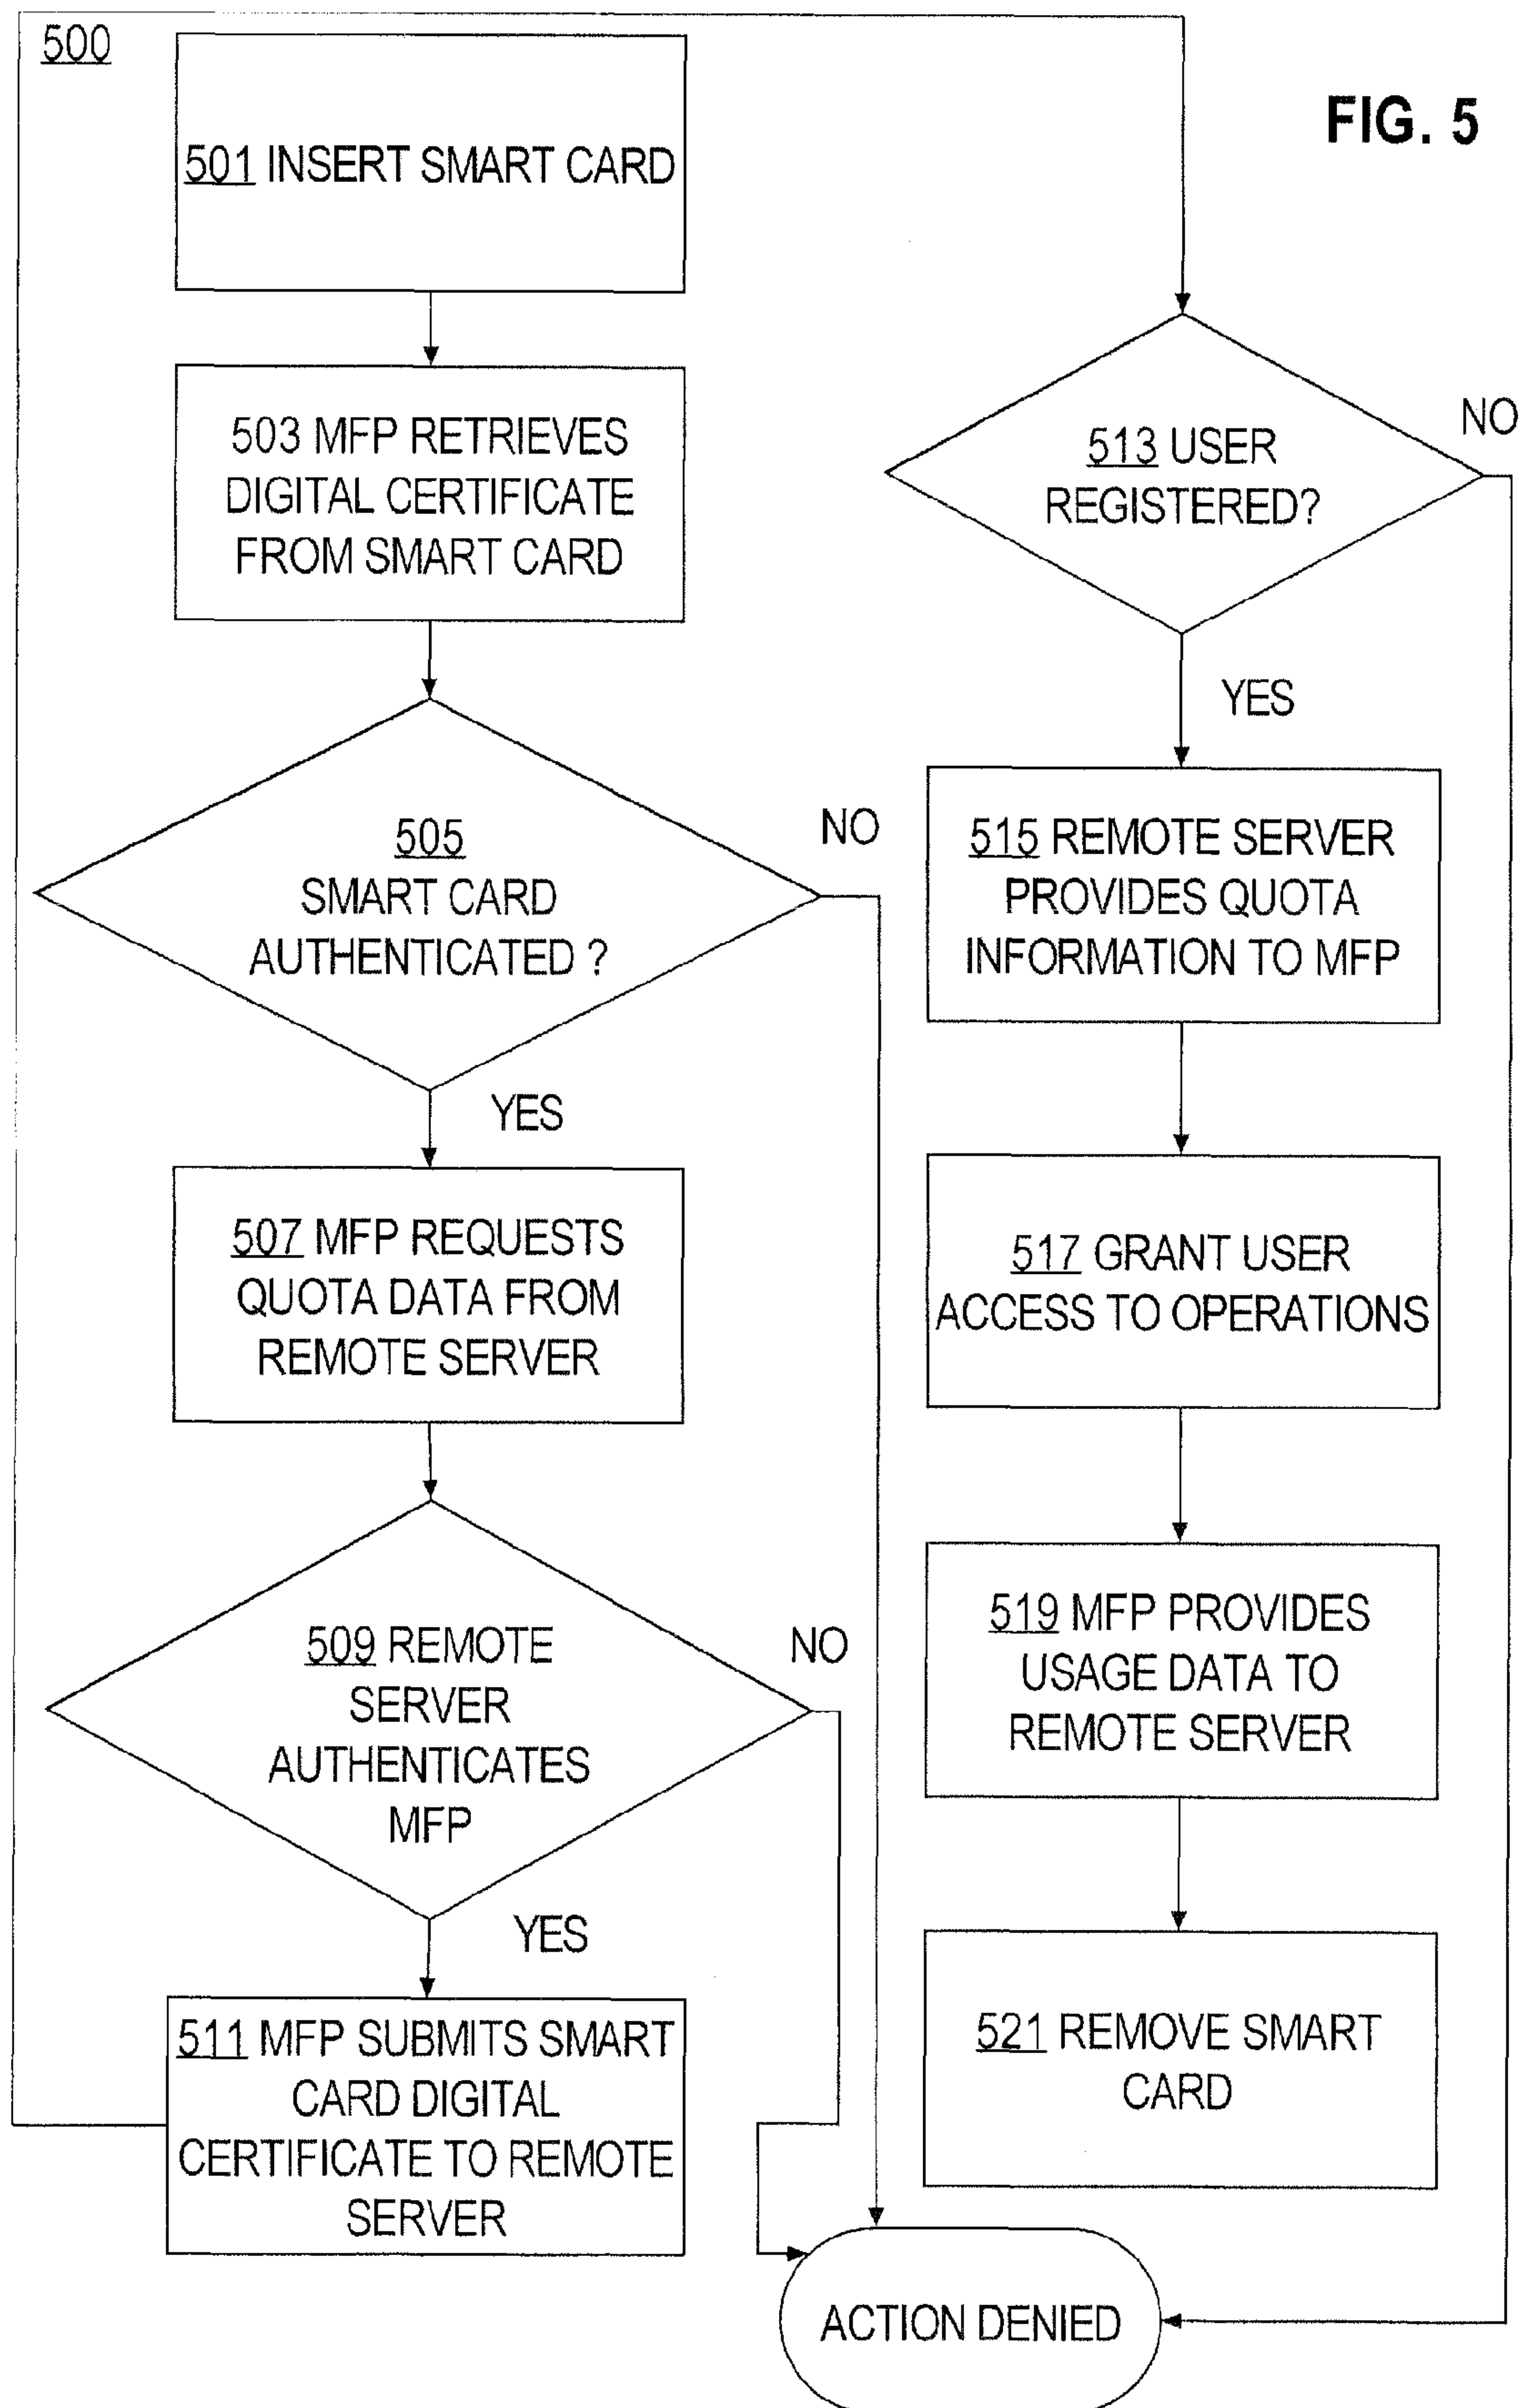 500
FIG. 5
501 INSERT SMART CARD
503 MFP RETRIEVES
DIGITAL CERTIFICATE
FROM SMART CARD
505
SMART CARD
AUTHENTICATED ?
NO
YES
507 MFP REQUESTS
QUOTA DATA FROM
REMOTE SERVER
509 REMOTE
SERVER
AUTHENTICATES
MFP
NO
YES
511 MFP SUBMITS SMART
CARD DIGITAL
CERTIFICATE TO REMOTE
SERVER
513 USER
REGISTERED?
NO
YES
515 REMOTE SERVER
PROVIDES QUOTA
INFORMATION TO MFP
517 GRANT USER
ACCESS TO OPERATIONS
519 MFP PROVIDES
USAGE DATA TO
REMOTE SERVER
521 REMOVE SMART
CARD
ACTION DENIED